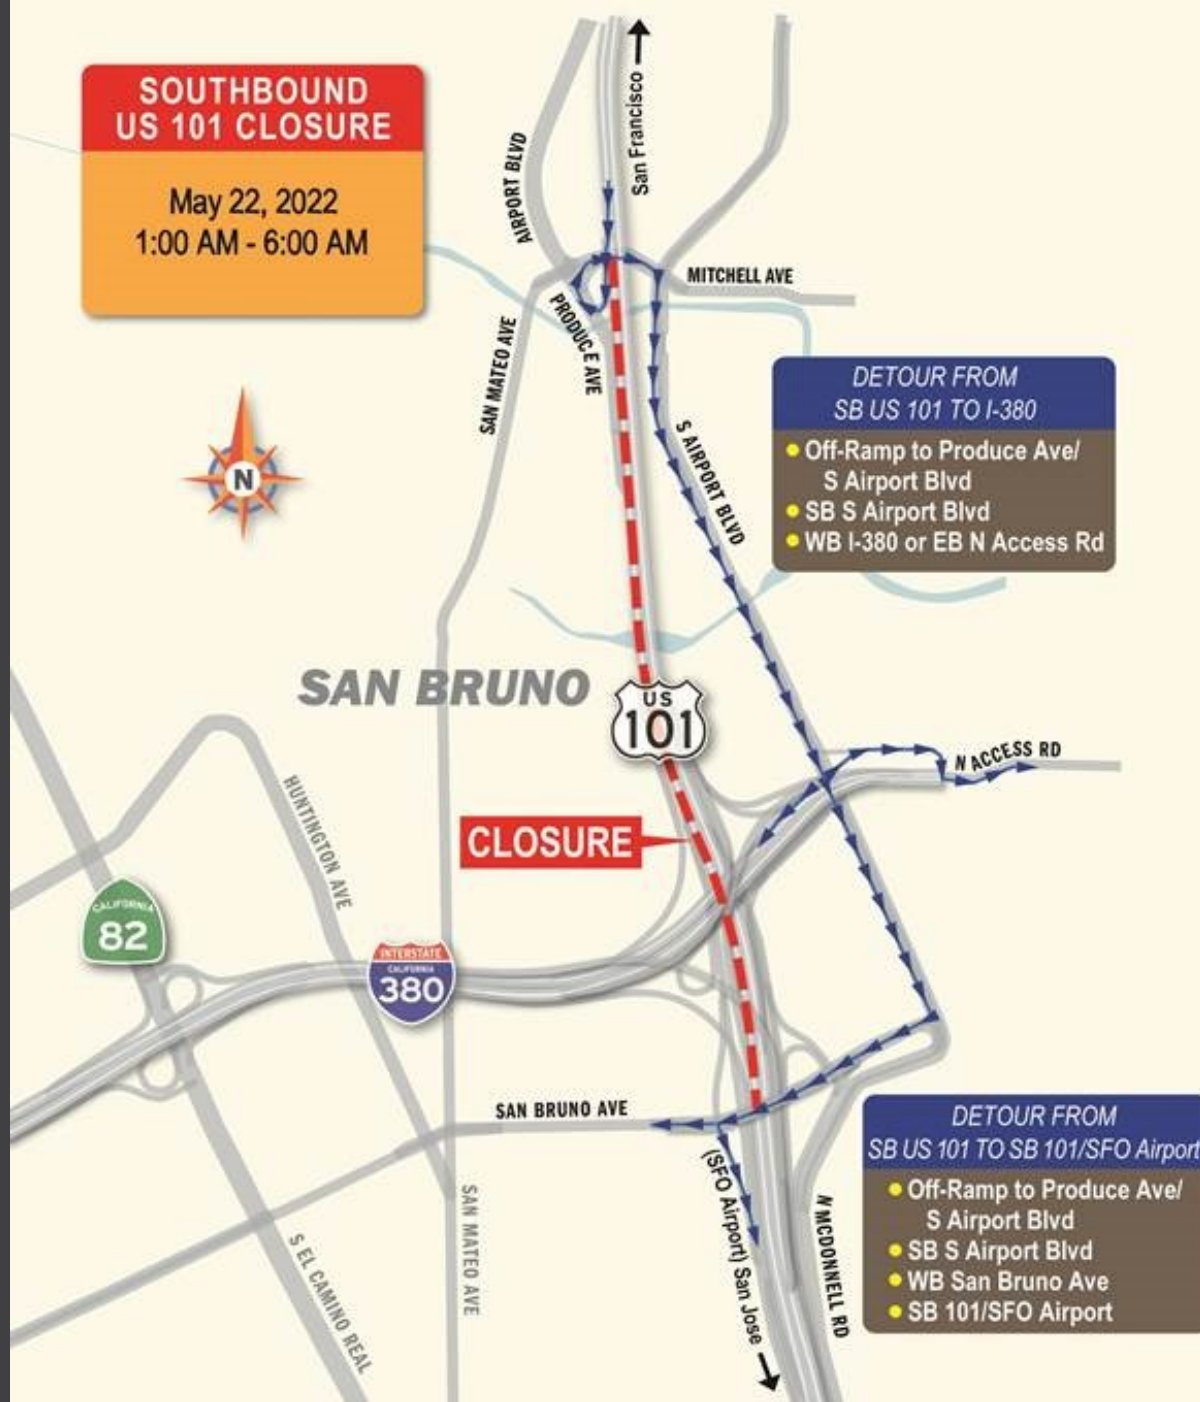 SOUTHBOUND
US 101 CLOSURE
May 22, 2022
1:00 AM - 6:00 AM
San Francisco
AIRPORT BLVD
MITCHELL AVE
PRODUCE AVE
SAN MATEO AVE
DETOUR FROM
SB US 101 TO I-380
Off-Ramp to Produce Ave/
S Airport Blvd
SB S Airport Blvd
WB I-380 or EB N Access Rd
S AIRPORT BLVD
N
SAN BRUNO
US
101
N ACCESS RD
HUNTINGTON AVE
CLOSURE
CALIFORNIA
82
INTERSTATE
CALIFORNIA
380
SAN BRUNO AVE
DETOUR FROM
SB US 101 TO SB 101/SFO Airport
Off-Ramp to Produce Ave/
S Airport Blvd
SB S Airport Blvd
WB San Bruno Ave
SB 101/SFO Airport
(SFO Airport) San Jose
N MCDONNELL RD
SAN MATEO AVE
S EL CAMINO REAL